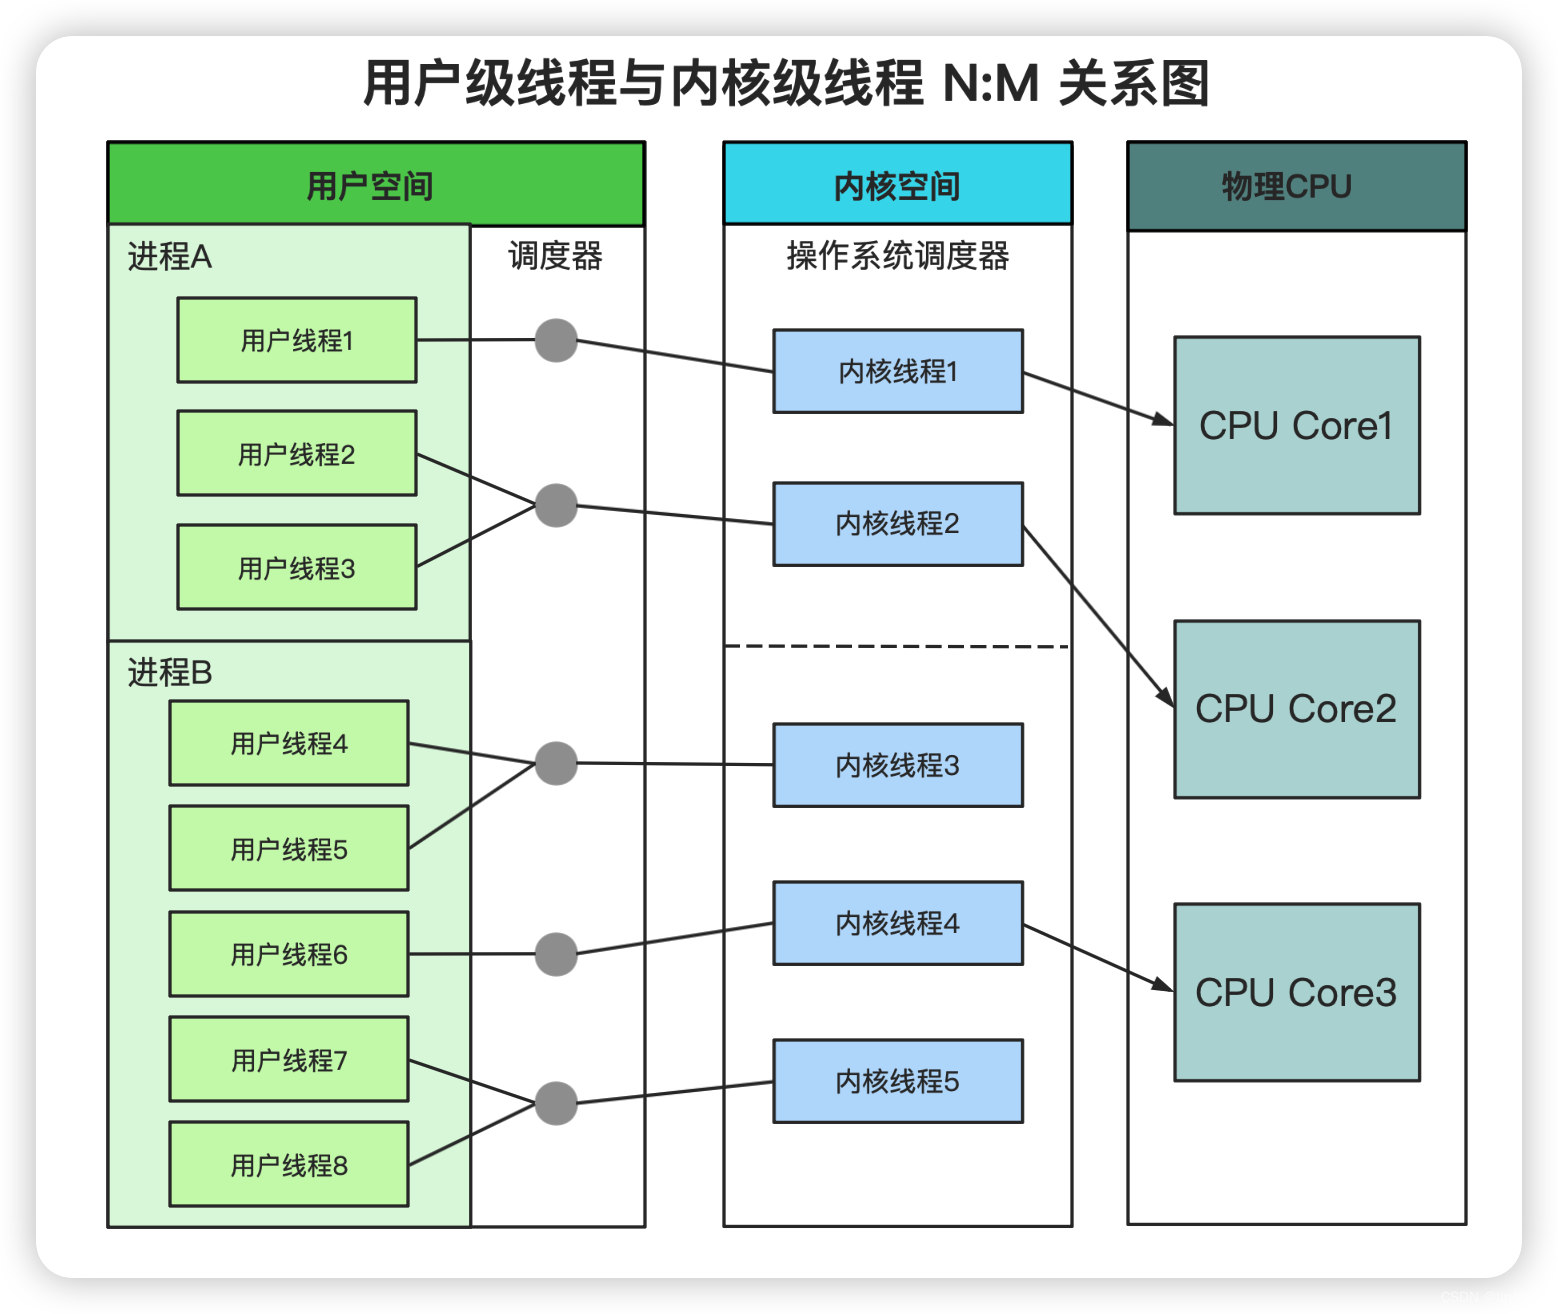 用户级线程与内核级线程 N:M 关系图
用户空间
进程A
调度器
用户线程1
用户线程2
用户线程3
进程B
用户线程4
用户线程5
用户线程6
用户线程7
用户线程8
内核空间
操作系统调度器
内核线程1
内核线程2
内核线程3
内核线程4
内核线程5
物理CPU
CPU Core1
CPU Core2
CPU Core3